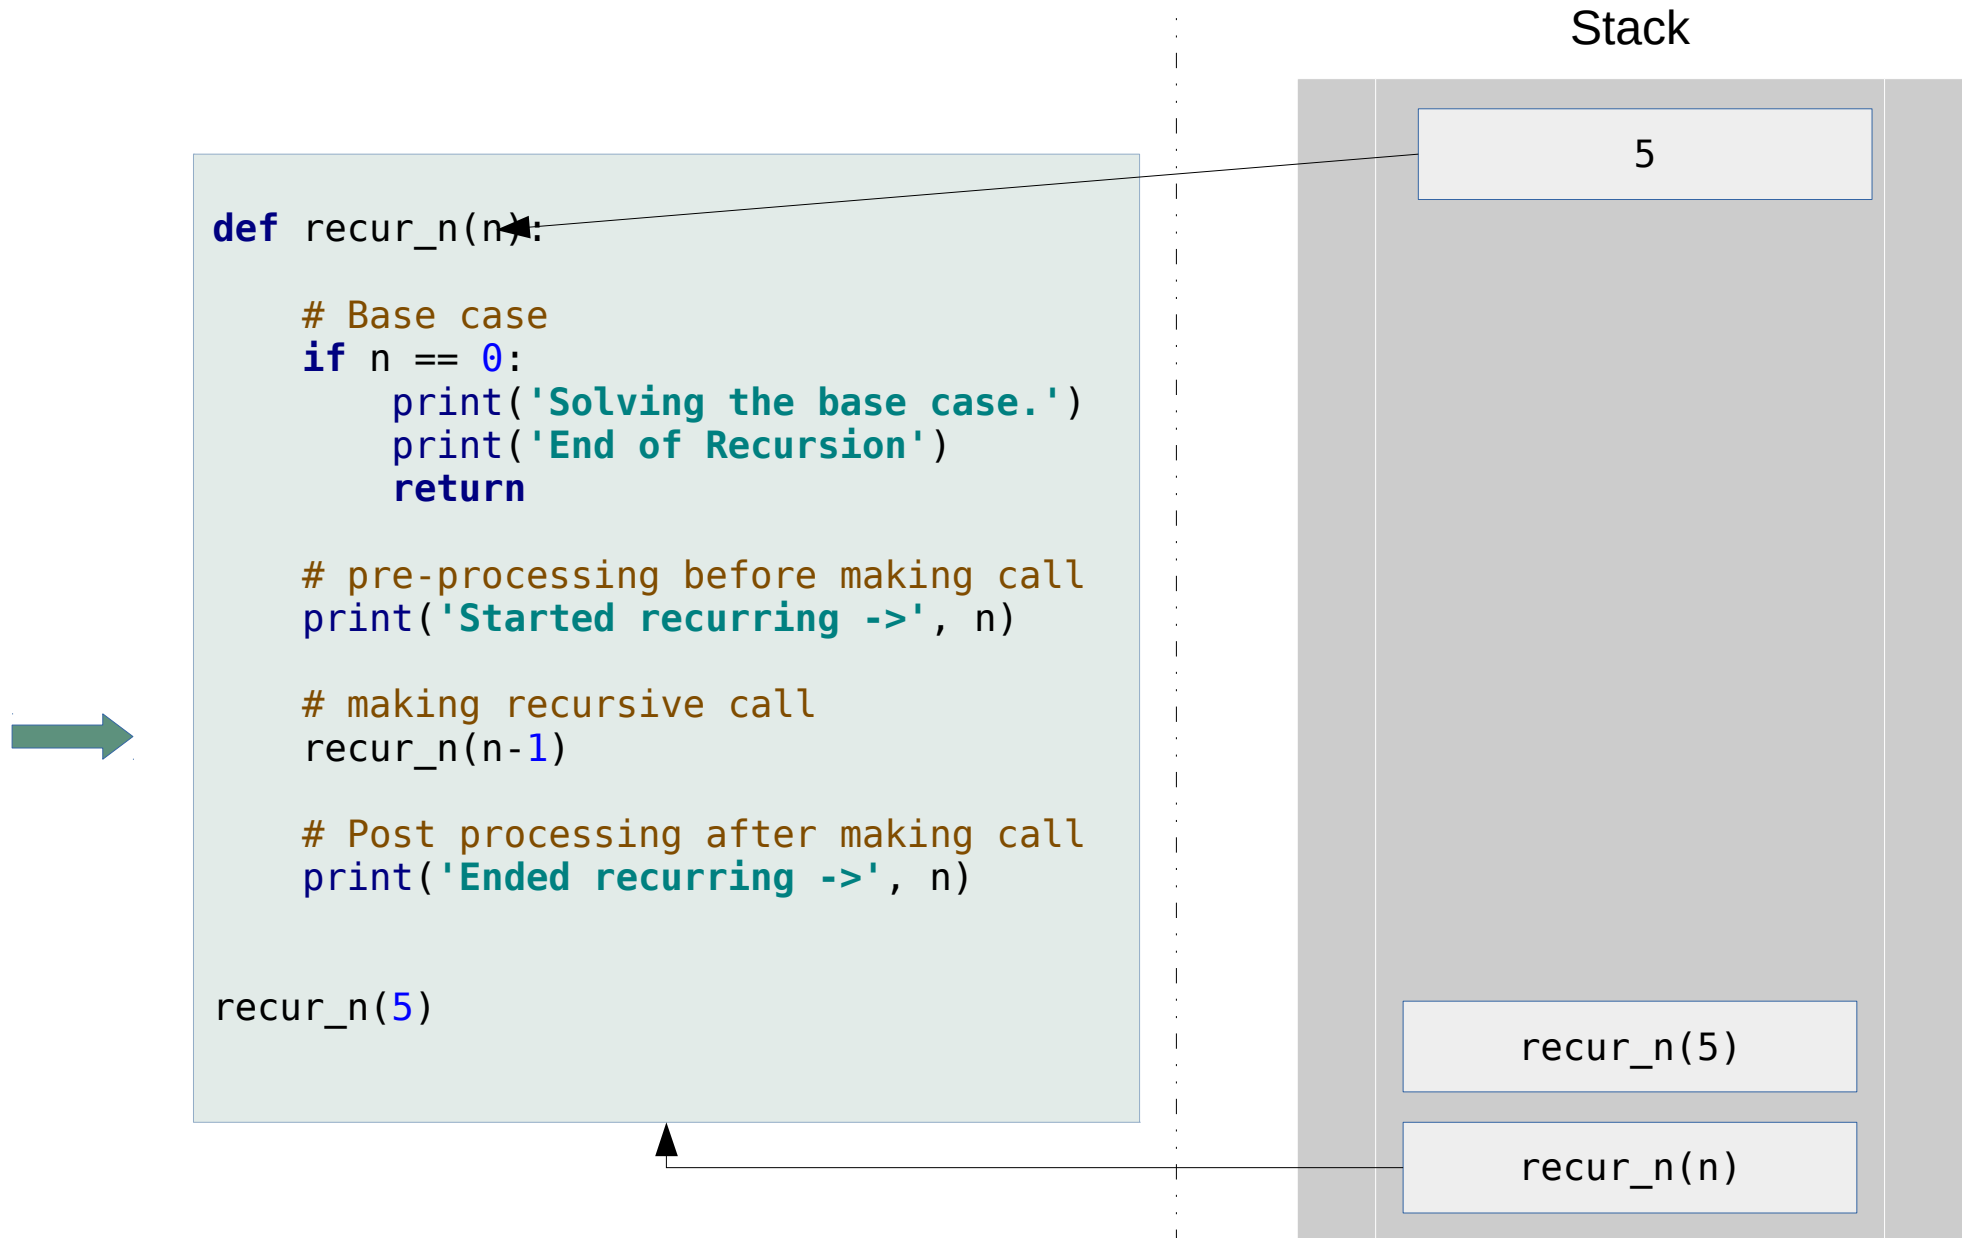 Stack
5
def recur_n(n):
    # Base case
    if n == 0:
        print('Solving the base case.')
        print('End of Recursion')
        return
    # pre-processing before making call
    print('Started recurring ->', n)
    # making recursive call
    recur_n(n-1)
    # Post processing after making call
    print('Ended recurring ->', n)
recur_n(5)
recur_n(5)
recur_n(n)